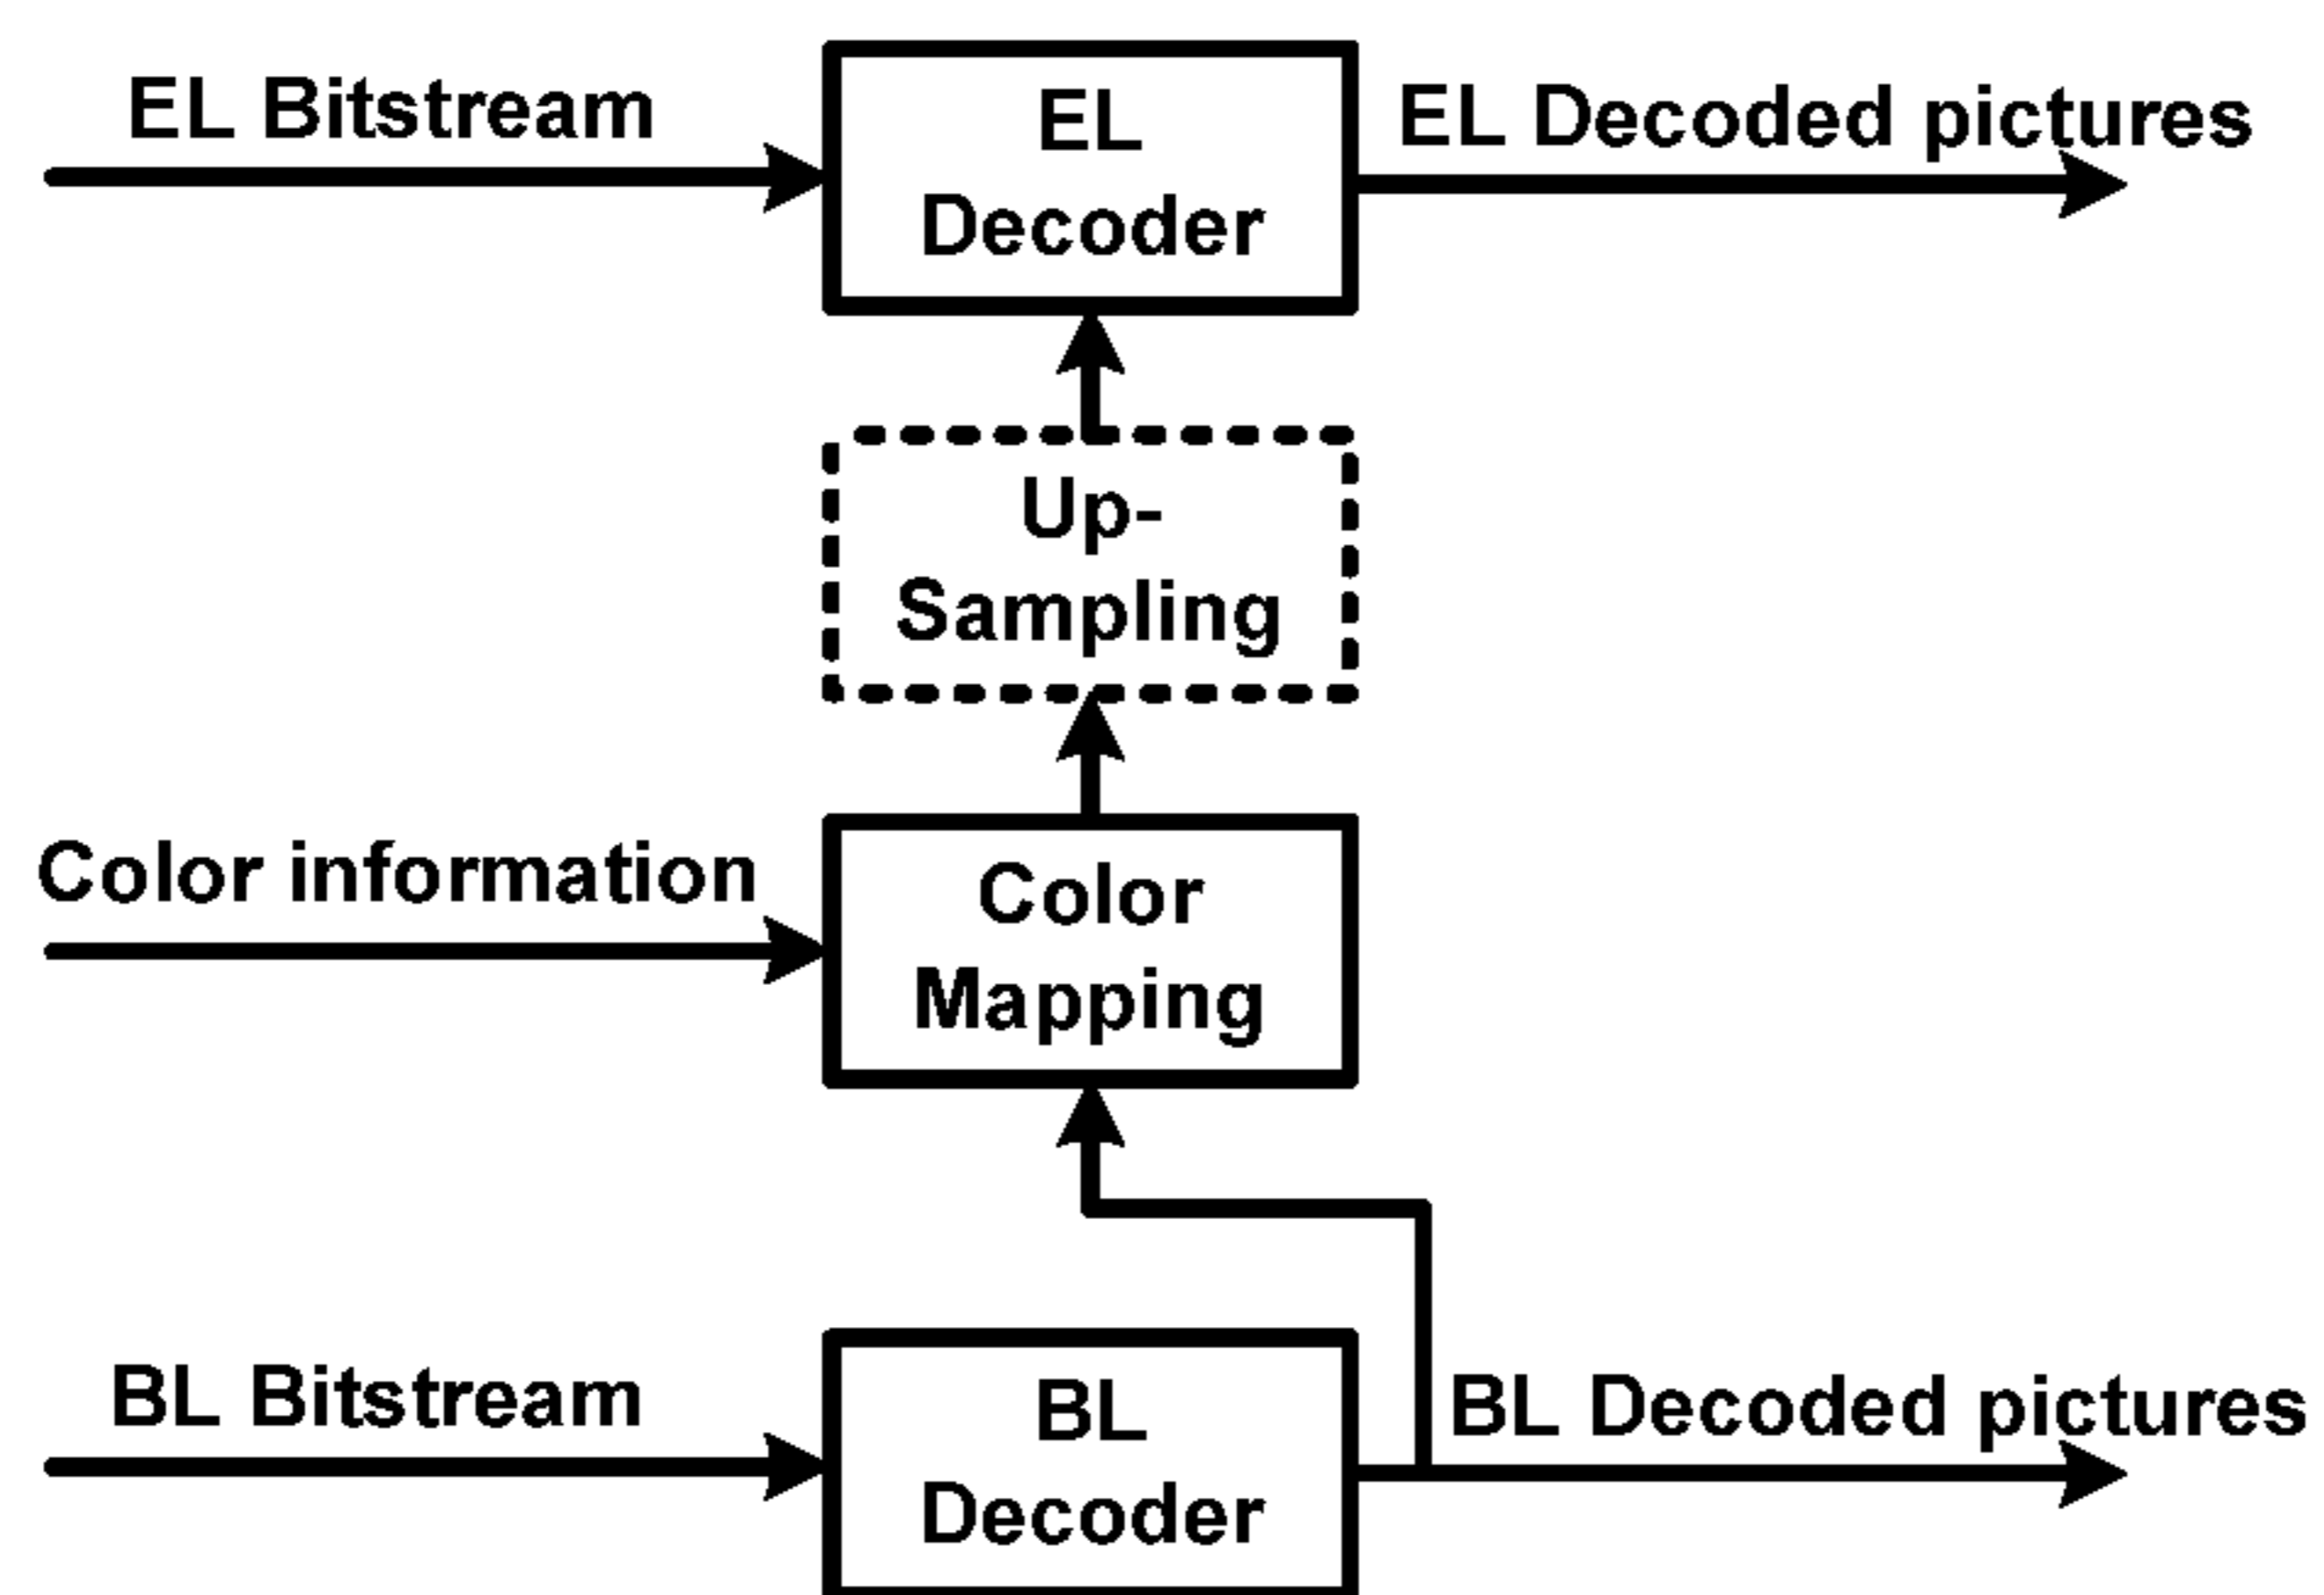 EL Bitstream
EL
Decoder
EL Decoded pictures
Up-
Sampling
Color information
Color
Mapping
BL Bitstream
BL
Decoder
BL Decoded pictures